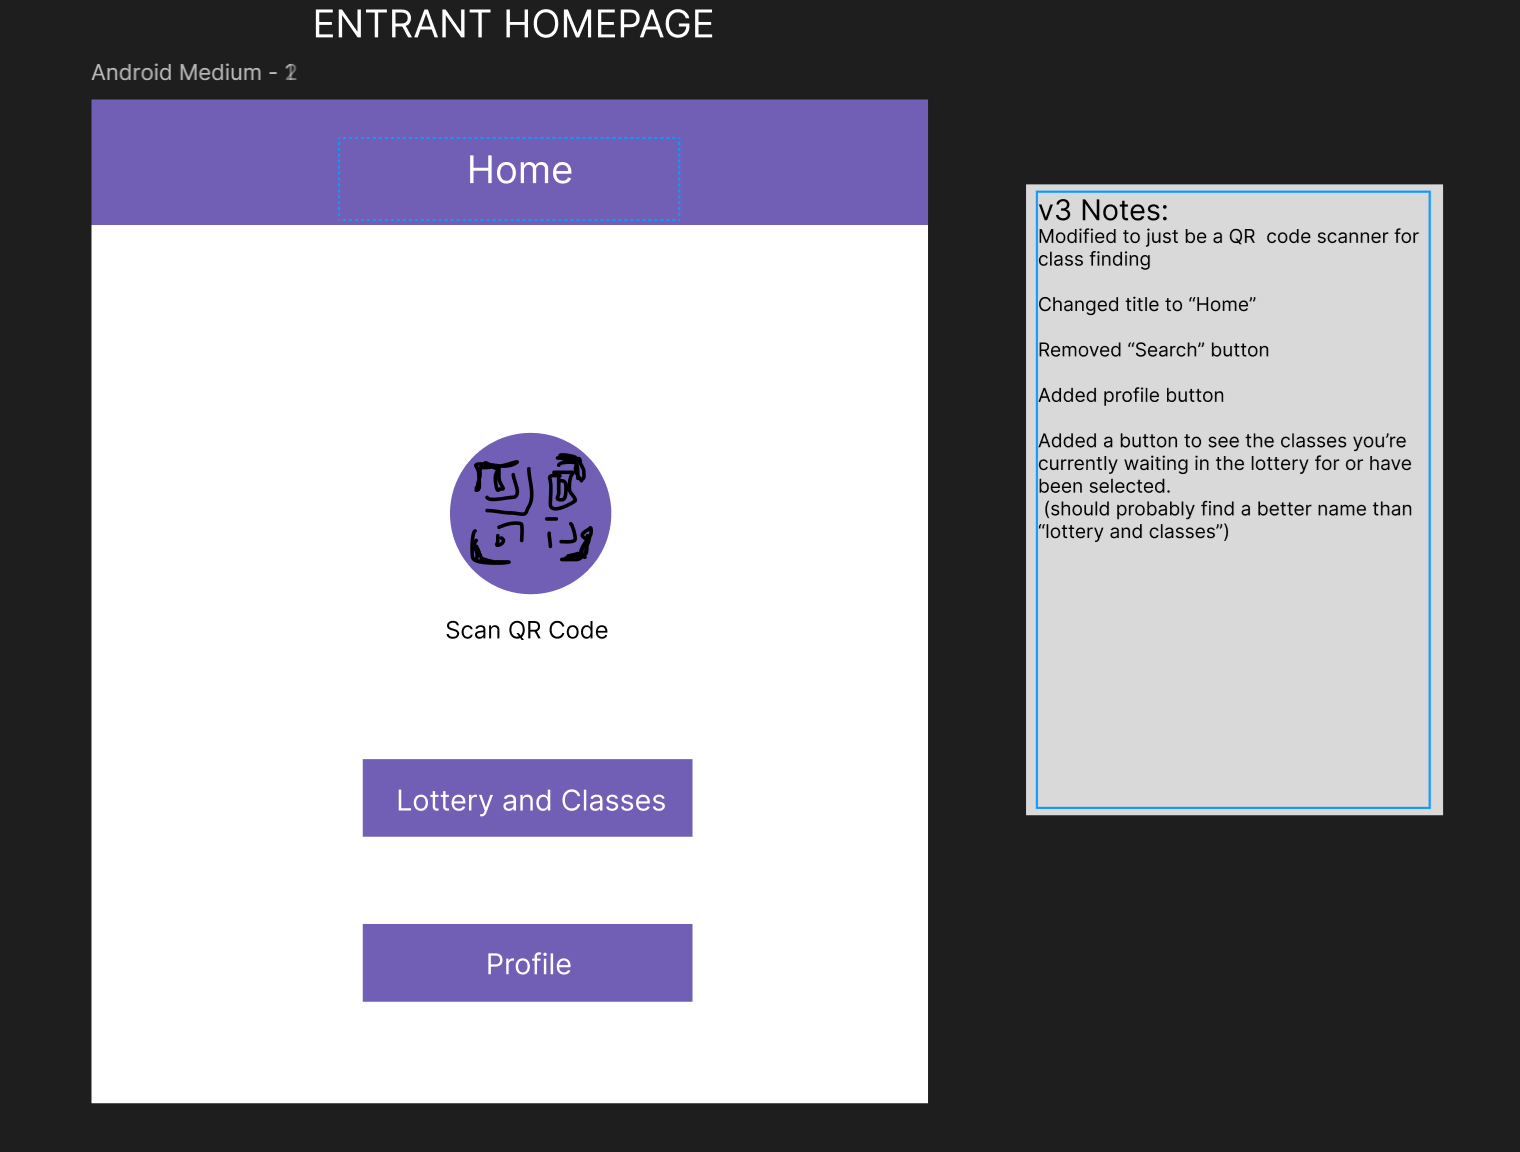 ENTRANT HOMEPAGE
Android Medium -
Home
Scan QR Code
Lottery and Classes
Profile
v3 Notes:
Modified to just be a QR  code scanner for
class finding
Changed title to “Home”
Removed “Search” button
Added profile button
Added a button to see the classes you’re
currently waiting in the lottery for or have
been selected.
(should probably find a better name than
“lottery and classes”)